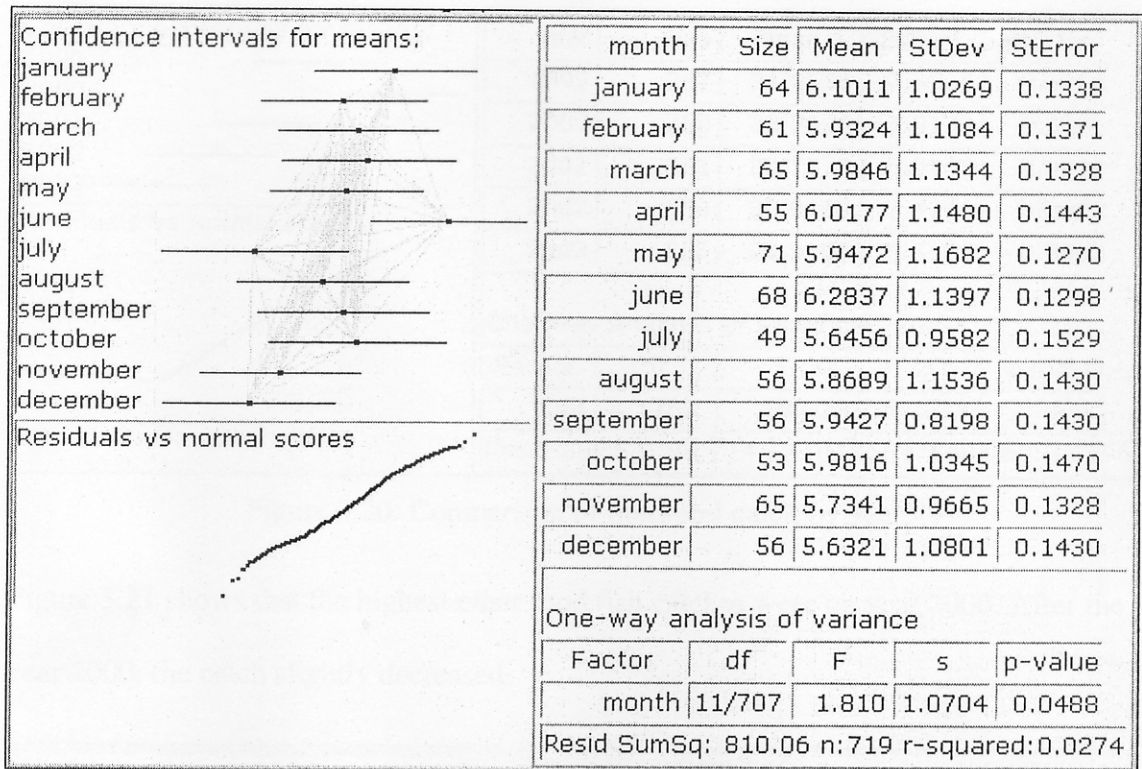 Confidence intervals for means:
january
february
march
april
may
june
july
august
september
october
november
december
Residuals vs normal scores
month Size Mean StDev StError
january 64 6.1011 1.0269 0.1338
february 61 5.9324 1.1084 0.1371
march 65 5.9846 1.1344 0.1328
april 55 6.0177 1.1480 0.1443
may 71 5.9472 1.1682 0.1270
june 68 6.2837 1.1397 0.1298
july 49 5.6456 0.9582 0.1529
august 56 5.8689 1.1536 0.1430
september 56 5.9427 0.8198 0.1430
october 53 5.9816 1.0345 0.1470
november 65 5.7341 0.9665 0.1328
december 56 5.6321 1.0801 0.1430
One-way analysis of variance
Factor df F s p-value
month 11/707 1.810 1.0704 0.0488
Resid SumSq: 810.06 n:719 r-squared:0.0274